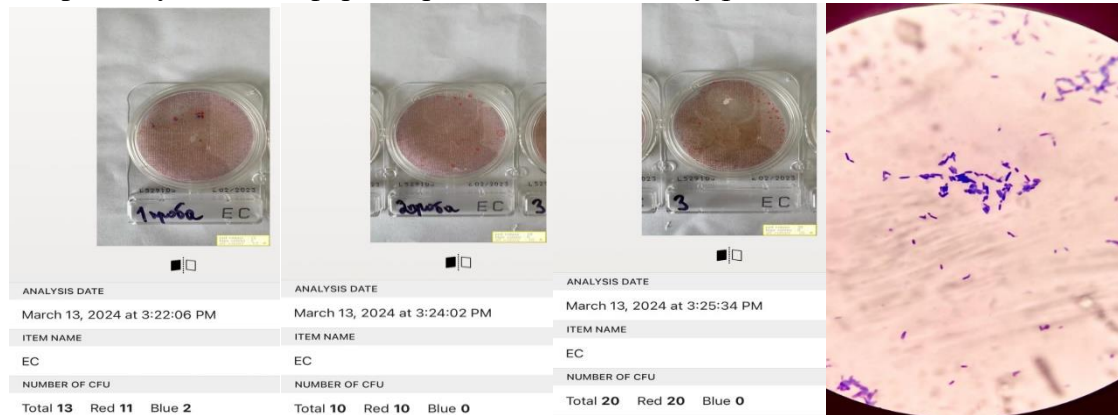 1 проба EC
ANALYSIS DATE
March 13, 2024 at 3:22:06 PM
ITEM NAME
EC
NUMBER OF CFU
Total 13 Red 11 Blue 2
2проба EC
3
ANALYSIS DATE
March 13, 2024 at 3:24:02 PM
ITEM NAME
EC
NUMBER OF CFU
Total 10 Red 10 Blue 0
3 EC
ANALYSIS DATE
March 13, 2024 at 3:25:34 PM
ITEM NAME
EC
NUMBER OF CFU
Total 20 Red 20 Blue 0